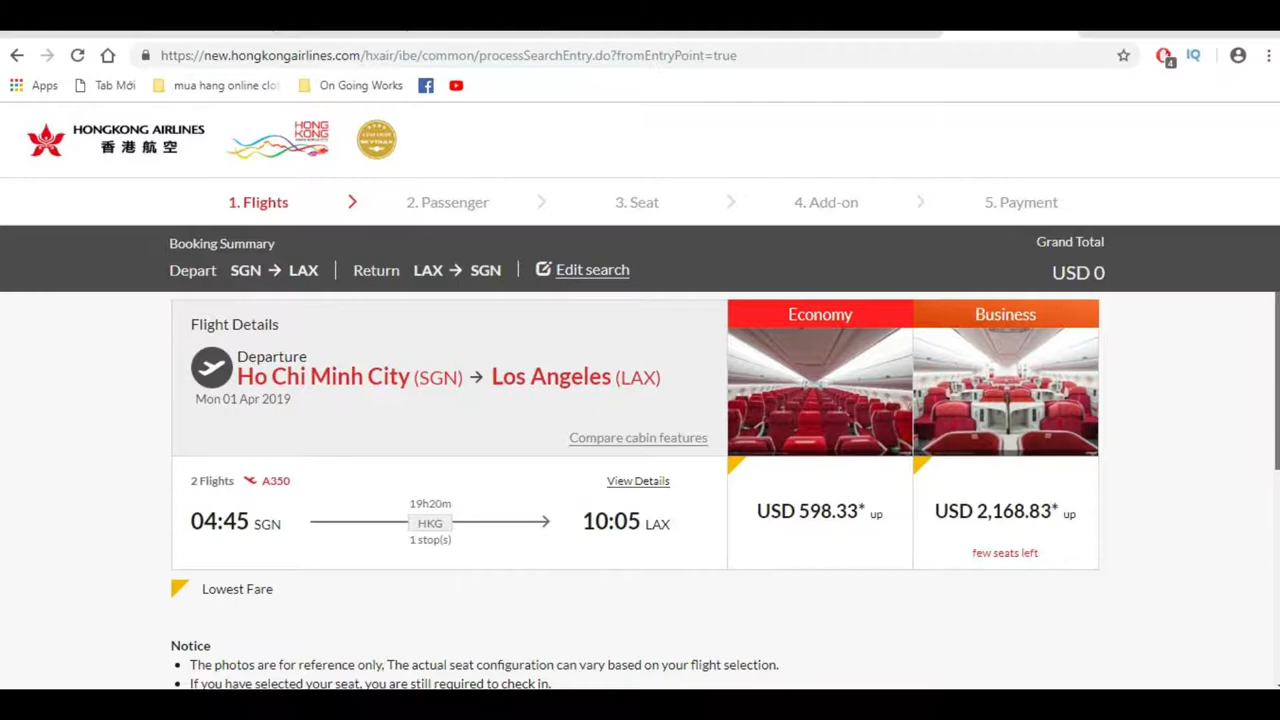 https://new.hongkongairlines.com/hxair/ibe/common/processSearchEntry.do?fromEntryPoint=true
4
IQ
Apps
Tab Mới
mua hang online clo
On Going Works
HONGKONG AIRLINES
香港航空
HONG
KONG
1. Flights
2. Passenger
3. Seat
4. Add-on
5. Payment
Booking Summary
Grand Total
Depart SGN → LAX | Return LAX → SGN | Edit search
USD 0
Flight Details
Economy
Business
Departure
Ho Chi Minh City (SGN) → Los Angeles (LAX)
Mon 01 Apr 2019
Compare cabin features
2 Flights A350
View Details
19h20m
04:45 SGN
HKG
10:05 LAX
1 stop(s)
USD 598.33* up
USD 2,168.83* up
few seats left
Lowest Fare
Notice
• The photos are for reference only, The actual seat configuration can vary based on your flight selection.
• If you have selected your seat, you are still required to check in.